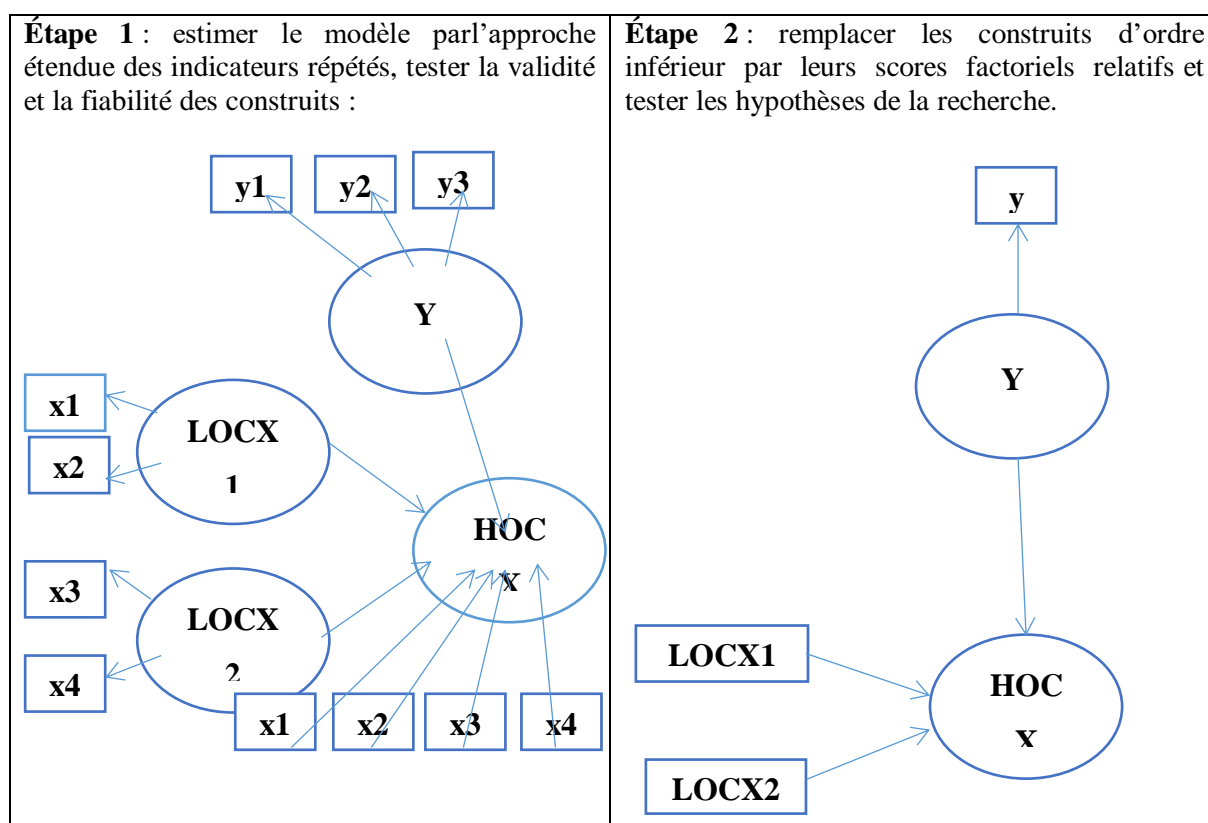 Étape 1 : estimer le modèle parl’approche
étendue des indicateurs répétés, tester la validité
et la fiabilité des construits :
y1 y2 y3
Y
x1
x2
LOCX
1
HOC
x
x3
x4
LOCX
2
x1 x2 x3 x4
Étape 2 : remplacer les construits d’ordre
inférieur par leurs scores factoriels relatifs et
tester les hypothèses de la recherche.
y
Y
LOCX1
HOC
x
LOCX2